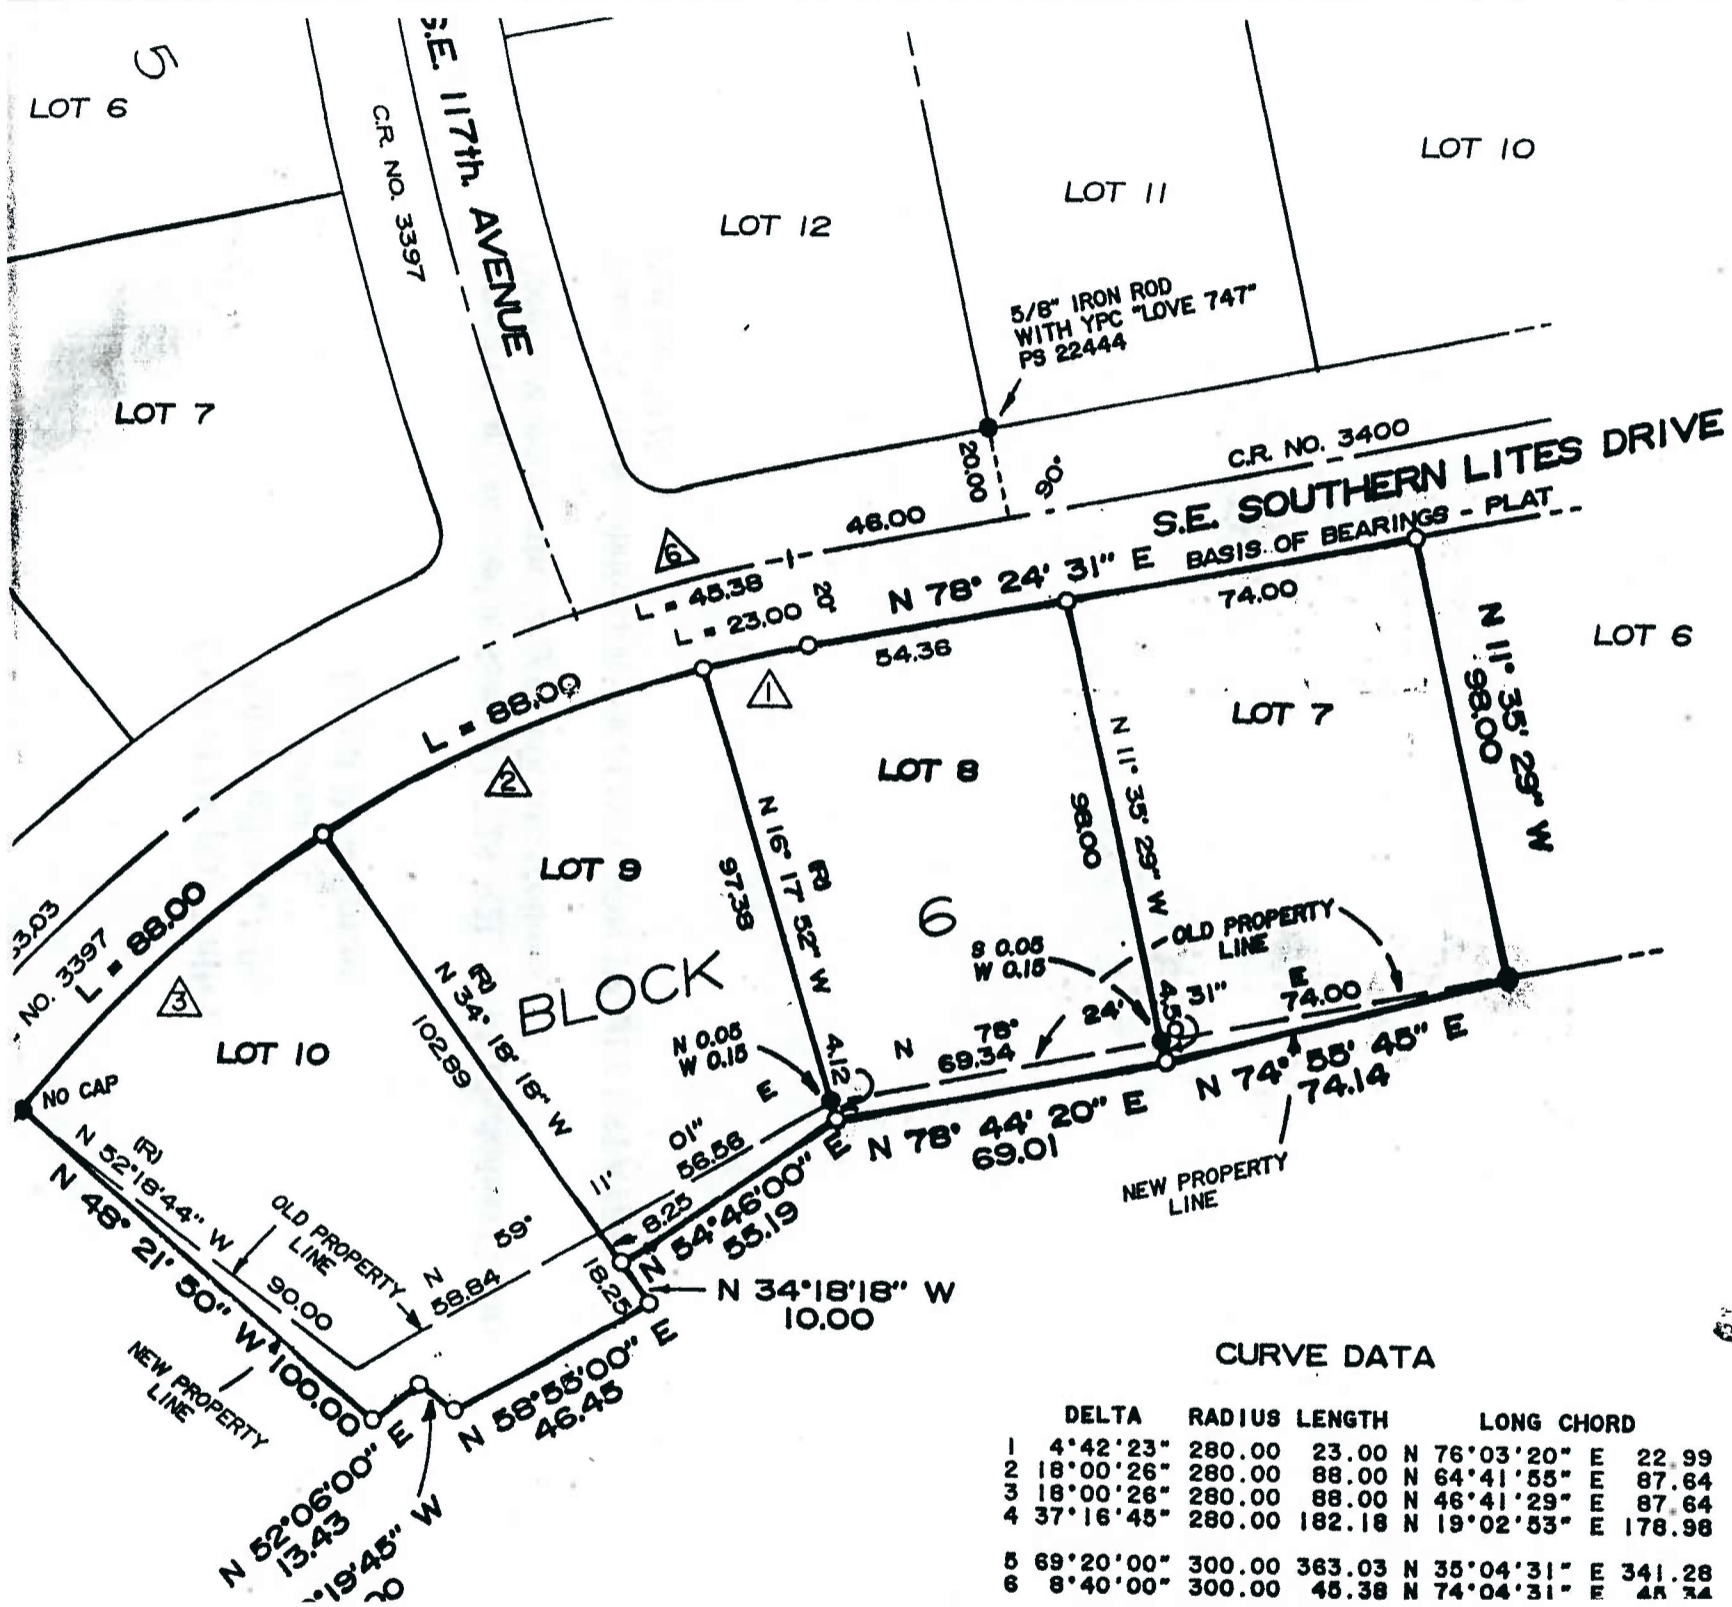 5
LOT 6
S.E. 117th. AVENUE
C.R. NO. 3397
LOT 7
LOT 12
LOT 11
LOT 10
5/8" IRON ROD
WITH YPC "LOVE 747"
PS 22444
20.00
90°
C.R. NO. 3400
S.E. SOUTHERN LITES DRIVE
BASIS OF BEARINGS - PLAT
46.00
6
L = 45.38
20'
L = 23.00
N 78° 24' 31" E
54.36
74.00
1
L = 88.00
2
LOT 6
N 11° 35' 29" W
98.00
LOT 7
LOT 8
N 11° 35' 29" W
98.00
LOT 9
N 16° 17' 52" W
(R)
97.38
6
BLOCK
OLD PROPERTY
LINE
S 0.05
W 0.15
4.50
N 78° 24' 31" E
74.00
69.34
N 0.05
W 0.15
4.12
53.03
NO. 3397
L = 88.00
3
LOT 10
NO CAP
(R)
N 34° 18' 18" W
102.89
(R)
N 52°18'44" W
90.00
N 48° 21' 50" W 100.00
OLD PROPERTY
LINE
N 59° 11' 01" E
58.84
56.56
8.25
18.25
N 54°46'00" E
55.19
N 78° 44' 20" E
69.01
N 74° 55' 45" E
74.14
NEW PROPERTY
LINE
N 34°18'18" W
10.00
N 58°55'00" E
46.45
NEW PROPERTY
LINE
N 52°06'00" E
13.43
°19'45" W
00
CURVE DATA
DELTA RADIUS LENGTH LONG CHORD
1 4°42'23" 280.00 23.00 N 76°03'20" E 22.99
2 18°00'26" 280.00 88.00 N 64°41'55" E 87.64
3 18°00'26" 280.00 88.00 N 46°41'29" E 87.64
4 37°16'45" 280.00 182.18 N 19°02'53" E 178.98
5 69°20'00" 300.00 363.03 N 35°04'31" E 341.28
6 8°40'00" 300.00 45.38 N 74°04'31" E 45.34